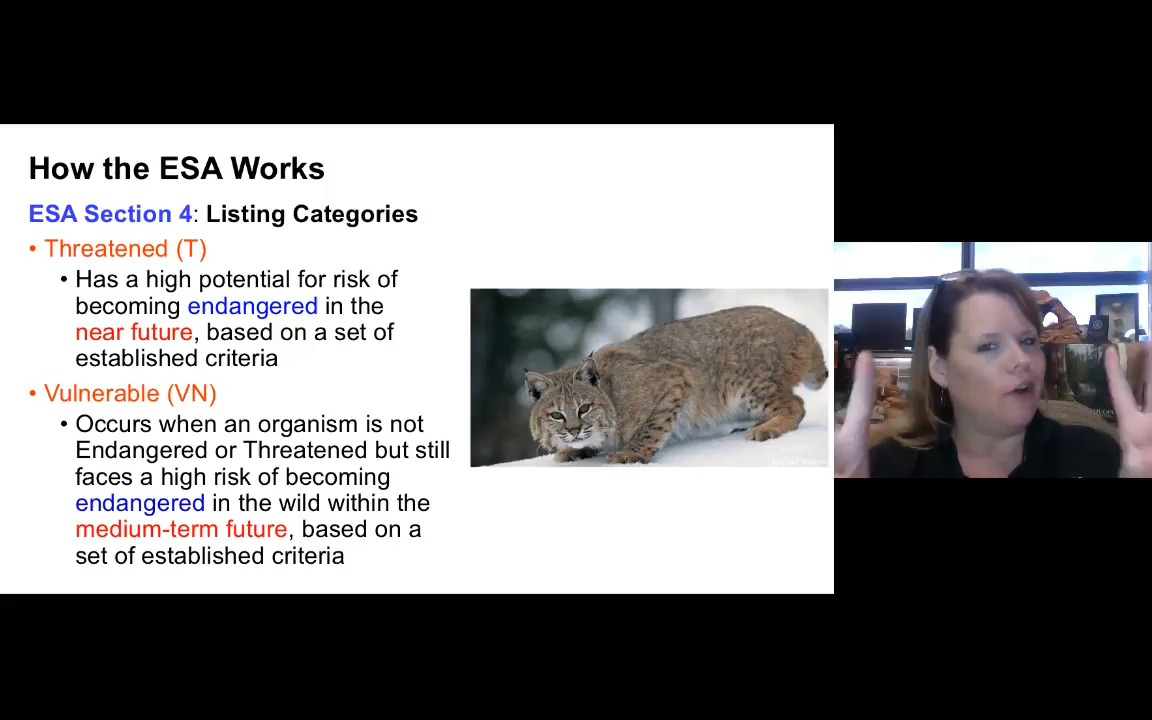 How the ESA Works
ESA Section 4: Listing Categories
• Threatened (T)
• Has a high potential for risk of
becoming endangered in the
near future, based on a set of
established criteria
• Vulnerable (VN)
• Occurs when an organism is not
Endangered or Threatened but still
faces a high risk of becoming
endangered in the wild within the
medium-term future, based on a
set of established criteria